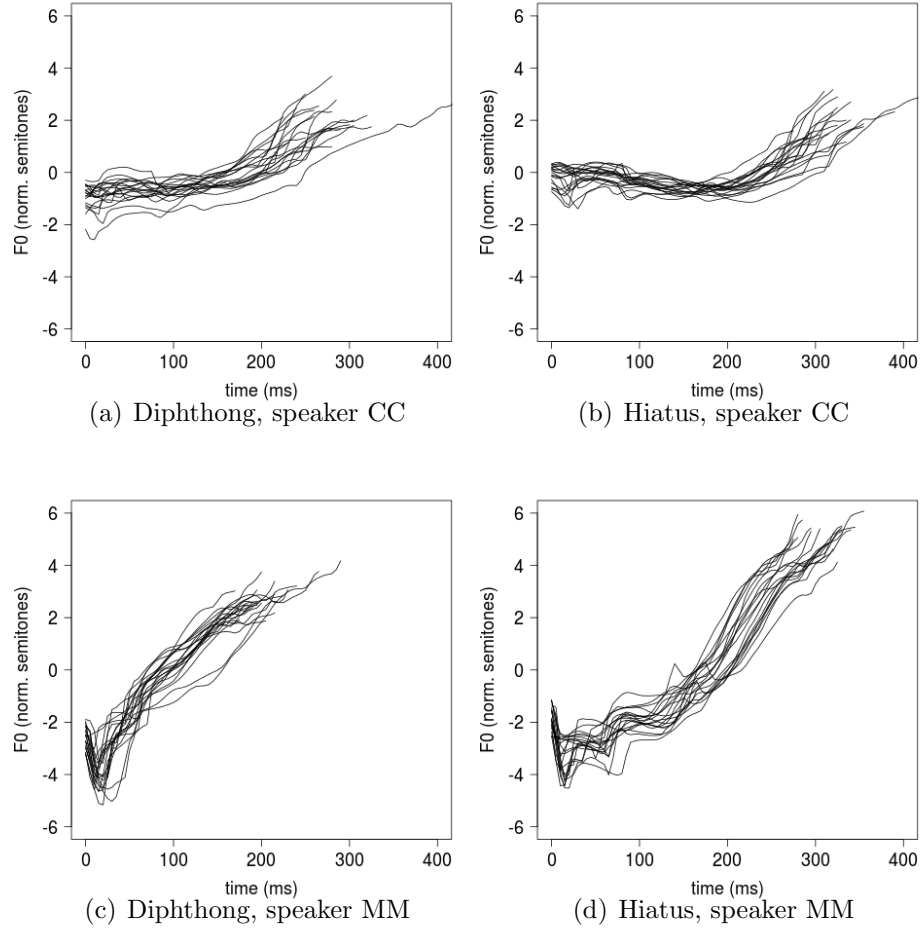 F0 (norm. semitones)
6
4
2
0
-2
-4
-6
0 100 200 300 400
time (ms)
(a) Diphthong, speaker CC
F0 (norm. semitones)
6
4
2
0
-2
-4
-6
0 100 200 300 400
time (ms)
(b) Hiatus, speaker CC
F0 (norm. semitones)
6
4
2
0
-2
-4
-6
0 100 200 300 400
time (ms)
(c) Diphthong, speaker MM
F0 (norm. semitones)
6
4
2
0
-2
-4
-6
0 100 200 300 400
time (ms)
(d) Hiatus, speaker MM